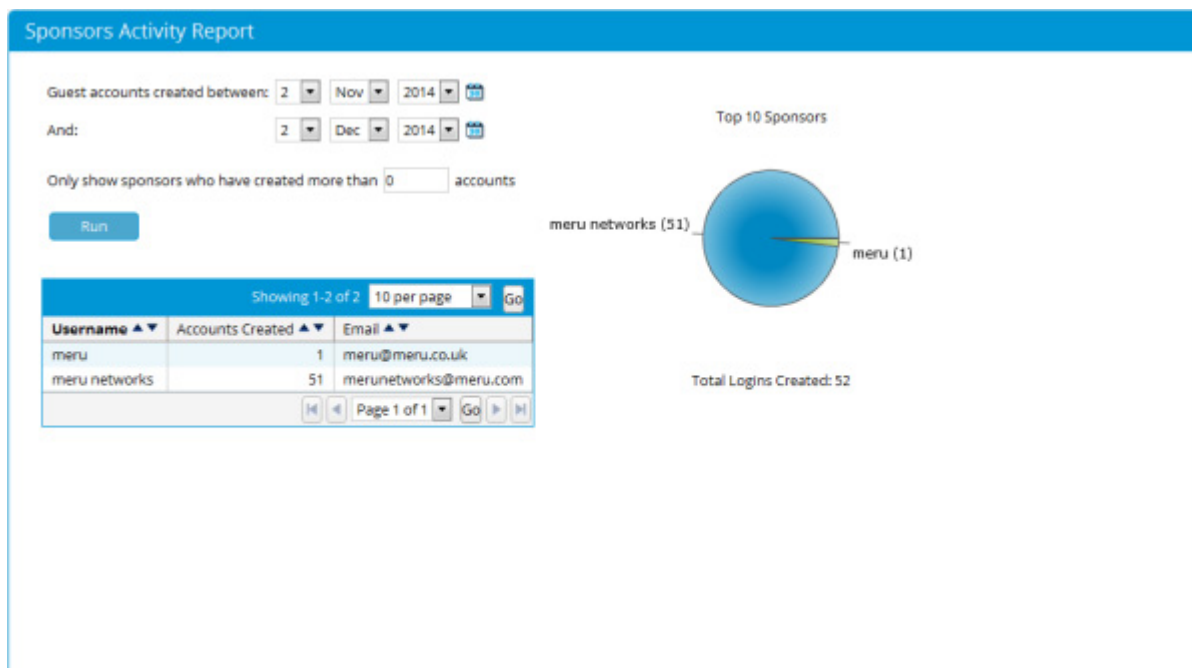 Sponsors Activity Report
Guest accounts created between: 2 Nov 2014
And: 2 Dec 2014
Only show sponsors who have created more than 0 accounts
Run
Showing 1-2 of 2 10 per page Go
Username Accounts Created Email
meru 1 meru@meru.co.uk
meru networks 51 merunetworks@meru.com
Page 1 of 1 Go
Top 10 Sponsors
meru networks (51)
meru (1)
Total Logins Created: 52